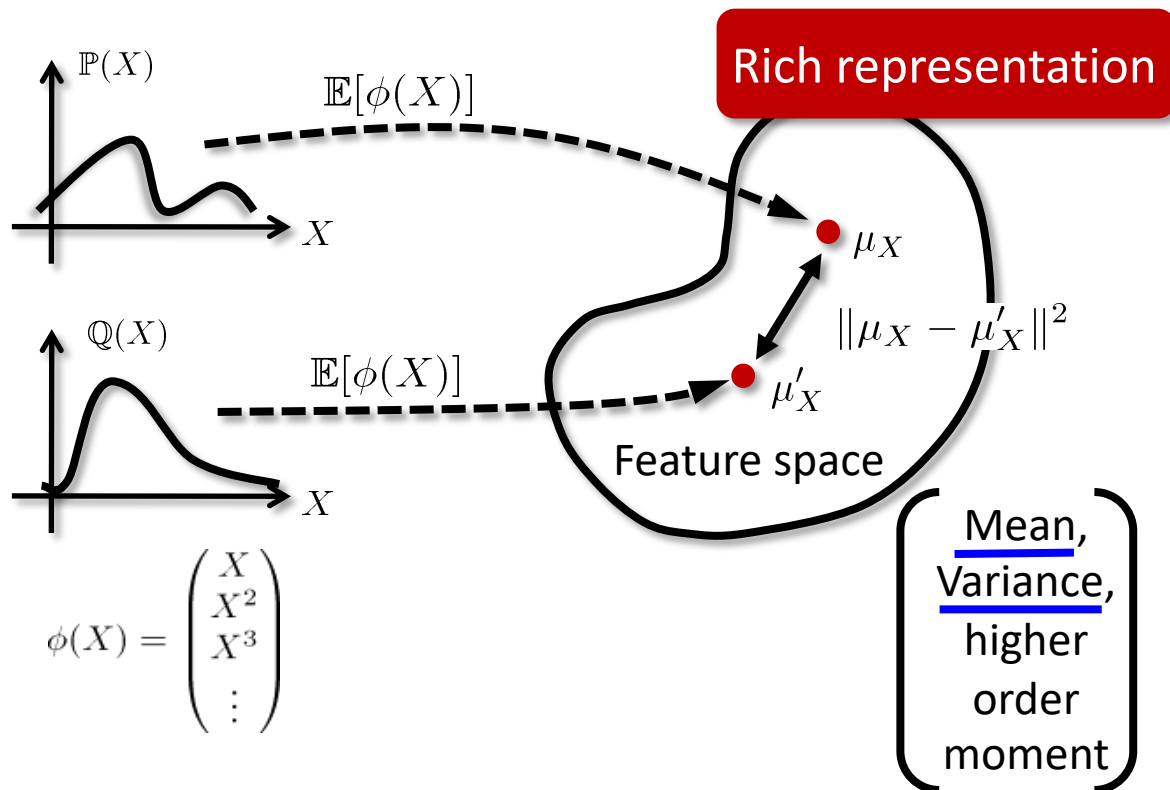 Rich representation
ℙ(X)
𝔼[ϕ(X)]
X
μ_X
‖μ_X − μ′_X‖²
ℚ(X)
𝔼[ϕ(X)]
μ′_X
Feature space
X
ϕ(X) = (X
X²
X³
⋮)
(Mean,
Variance,
higher
order
moment)